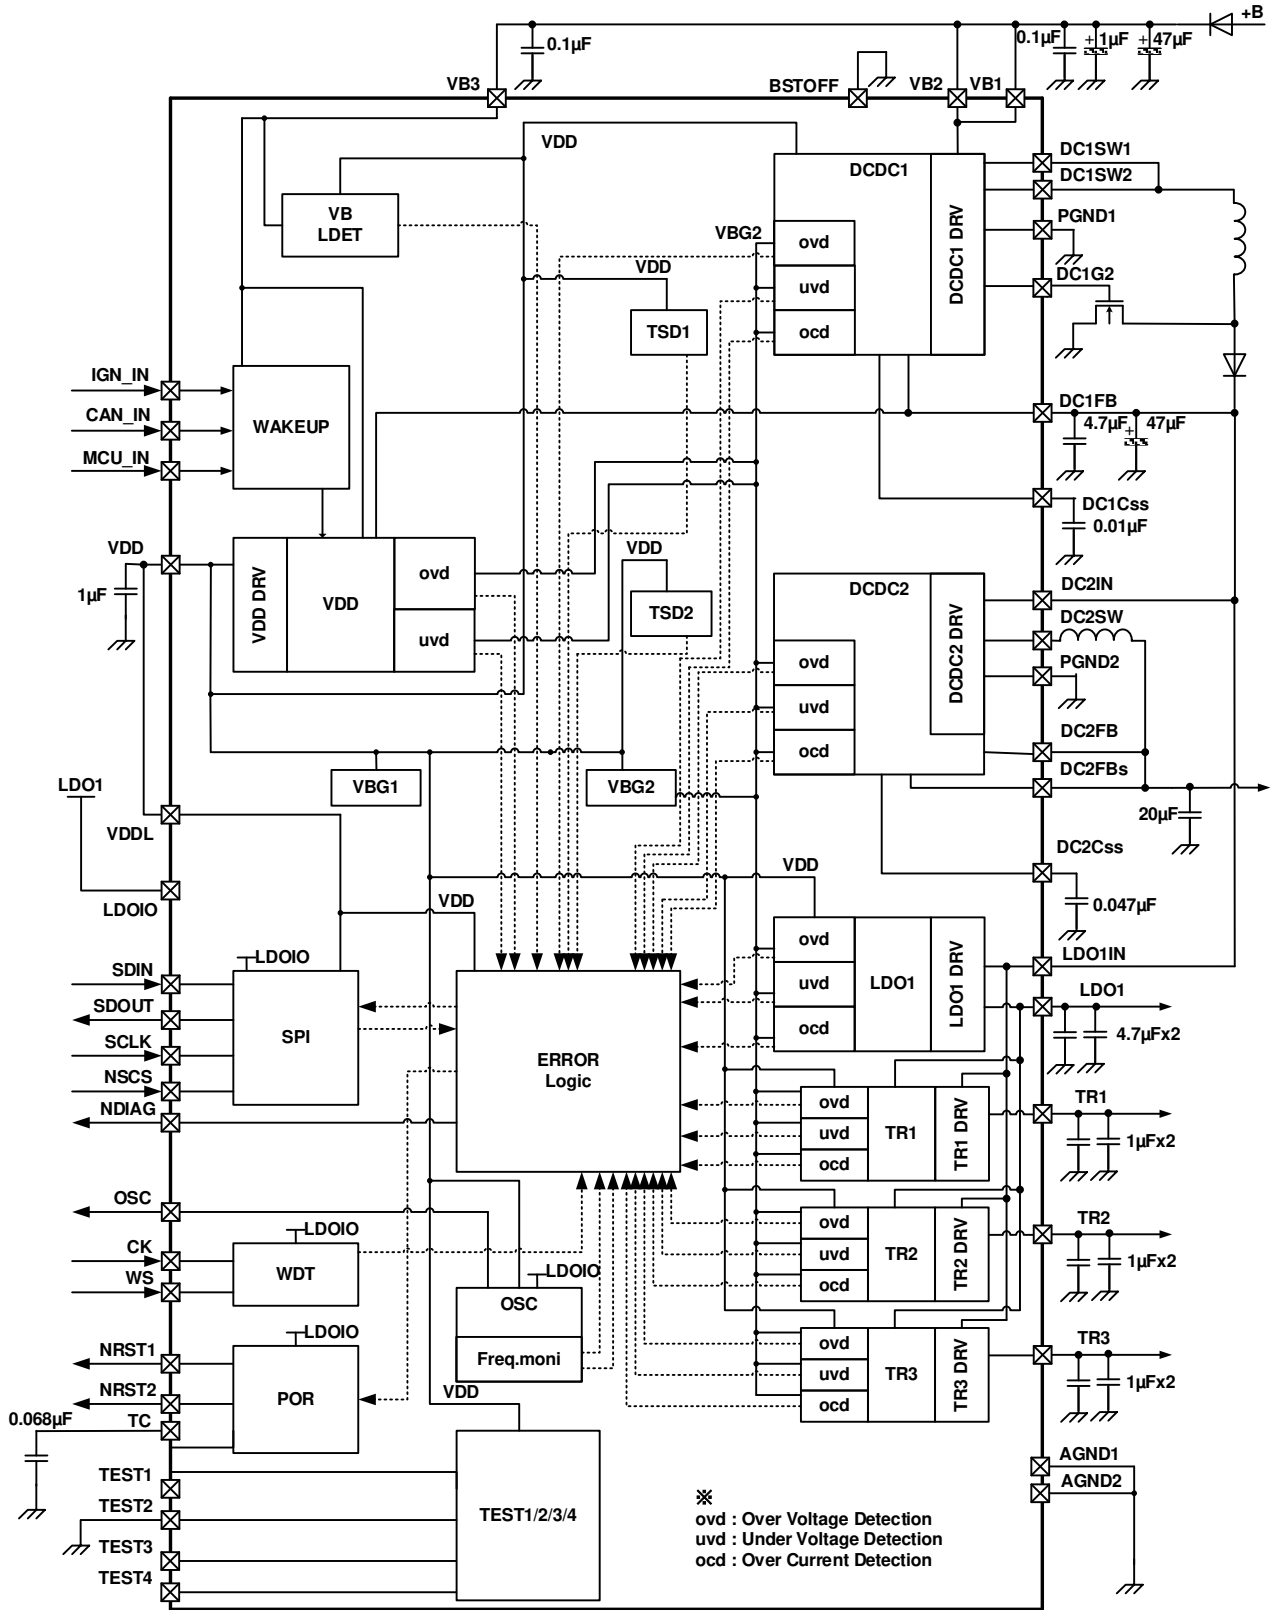 +B
0.1µF
0.1µF
1µF
+
47µF
+
VB3
BSTOFF
VB2
VB1
VDD
DCDC1
DCDC1 DRV
DC1SW1
DC1SW2
VB
LDET
VBG2
ovd
PGND1
VDD
uvd
DC1G2
TSD1
ocd
IGN_IN
CAN_IN
MCU_IN
WAKEUP
DC1FB
4.7µF
47µF
+
DC1Css
0.01µF
VDD
1µF
VDD DRV
VDD
ovd
uvd
VDD
TSD2
DCDC2
DCDC2 DRV
DC2IN
DC2SW
ovd
PGND2
uvd
ocd
DC2FB
DC2FBs
VBG1
VBG2
20µF
LDO1
VDDL
LDOIO
DC2Css
0.047µF
VDD
VDD
LDOIO
ovd
uvd
ocd
LDO1
LDO1 DRV
LDO1IN
LDO1
4.7µFx2
SDIN
SDOUT
SCLK
NSCS
NDIAG
SPI
ERROR
Logic
ovd
uvd
ocd
TR1
TR1 DRV
TR1
1µFx2
OSC
CK
WS
LDOIO
WDT
LDOIO
OSC
Freq.moni
ovd
uvd
ocd
TR2
TR2 DRV
TR2
1µFx2
NRST1
NRST2
TC
0.068µF
LDOIO
POR
VDD
ovd
uvd
ocd
TR3
TR3 DRV
TR3
1µFx2
AGND1
AGND2
TEST1
TEST2
TEST3
TEST4
TEST1/2/3/4
※
ovd : Over Voltage Detection
uvd : Under Voltage Detection
ocd : Over Current Detection